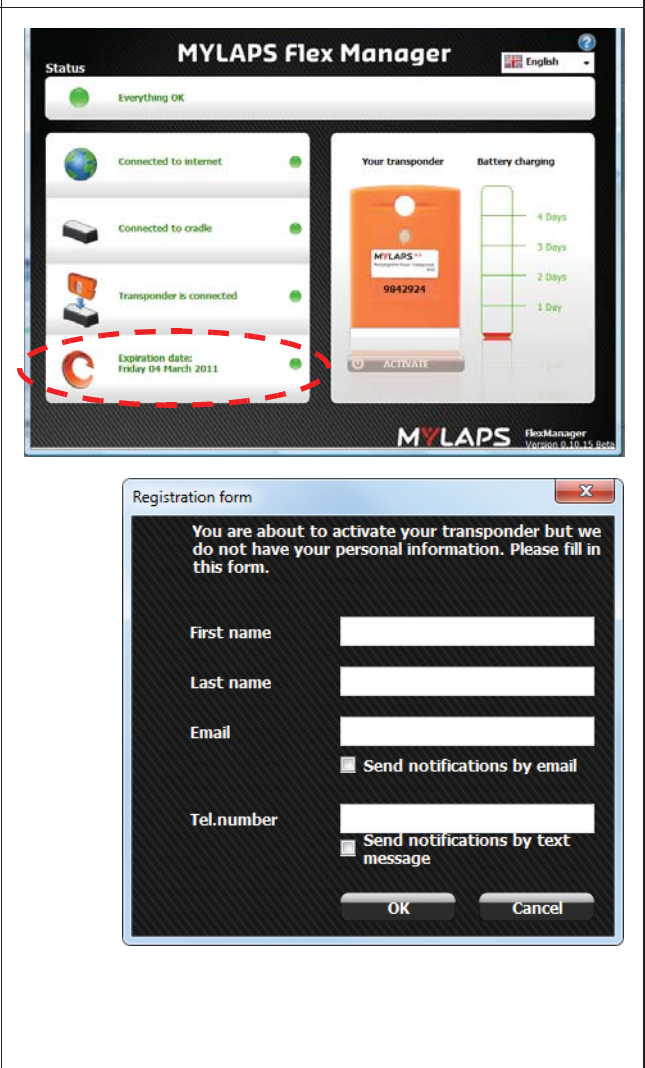 MYLAPS Flex Manager
Status
English
Everything OK
Connected to internet
Connected to cradle
Transponder is connected
Expiration date:
Friday 04 March 2011
Your transponder
Battery charging
MYLAPS
9842924
ACTIVATE
4 Days
3 Days
2 Days
1 Day
MYLAPS
FlexManager
Version 0.10.15 Beta
Registration form
You are about to activate your transponder but we
do not have your personal information. Please fill in
this form.
First name
Last name
Email
Send notifications by email
Tel.number
Send notifications by text
message
OK
Cancel